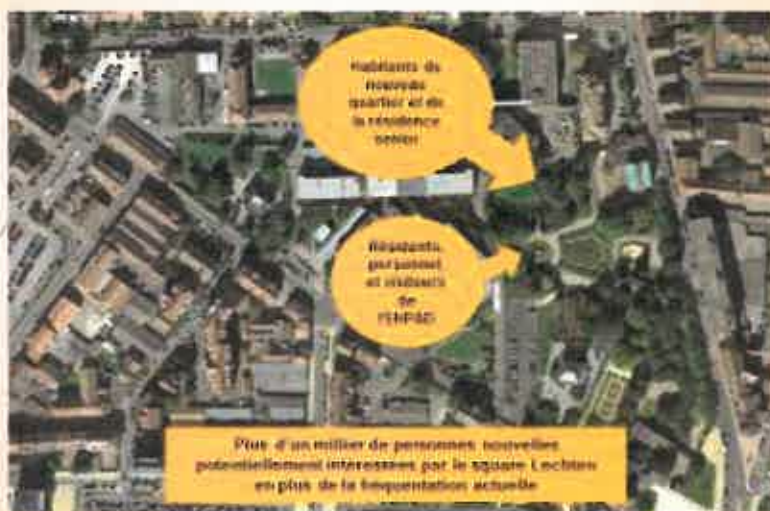 Habitants du
nouveau
quartier et de
la résidence
senior
Résidents,
personnel
et visiteurs
de
l'EHPAD
Plus d'un millier de personnes nouvelles
potentiellement intéressées par le square Lechten
en plus de la fréquentation actuelle